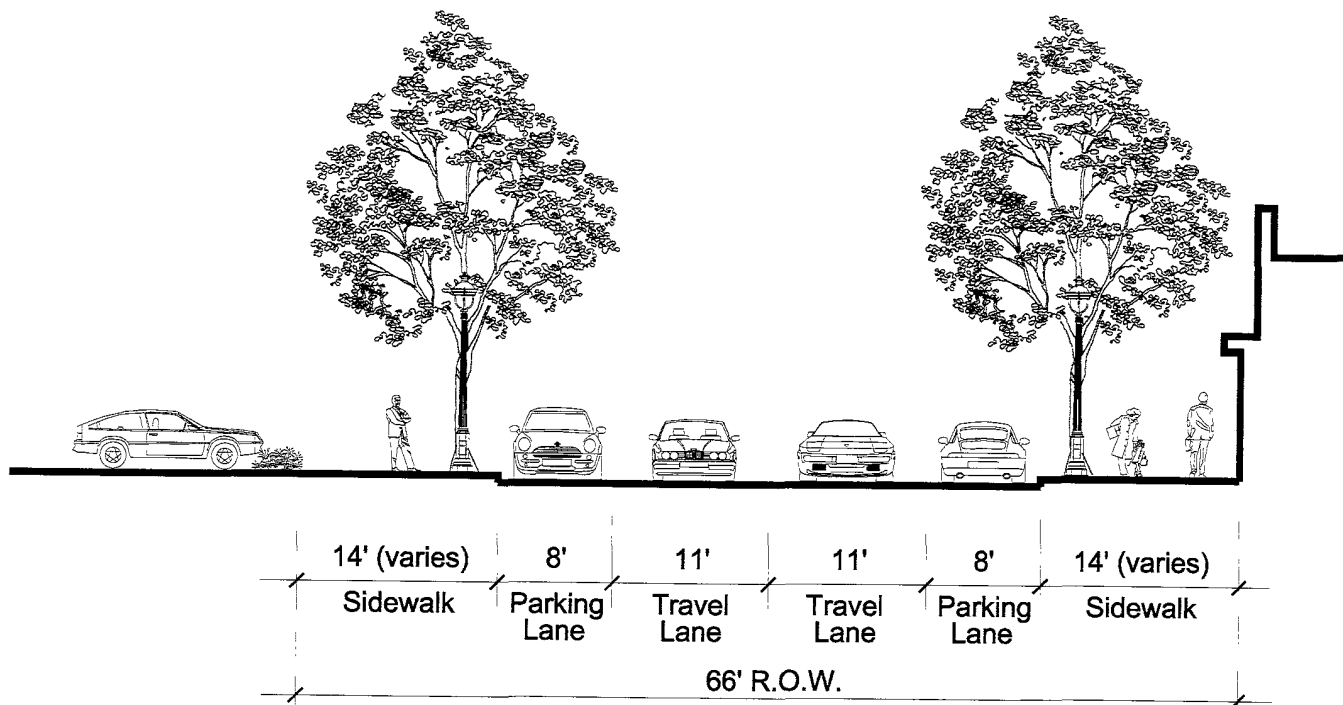 14' (varies) 8' 11' 11' 8' 14' (varies)
Sidewalk Parking Travel Travel Parking Sidewalk
Lane Lane Lane Lane
66' R.O.W.